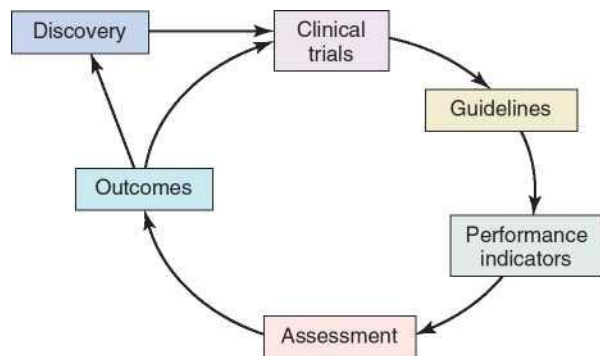 Discovery
Clinical
trials
Guidelines
Performance
indicators
Assessment
Outcomes